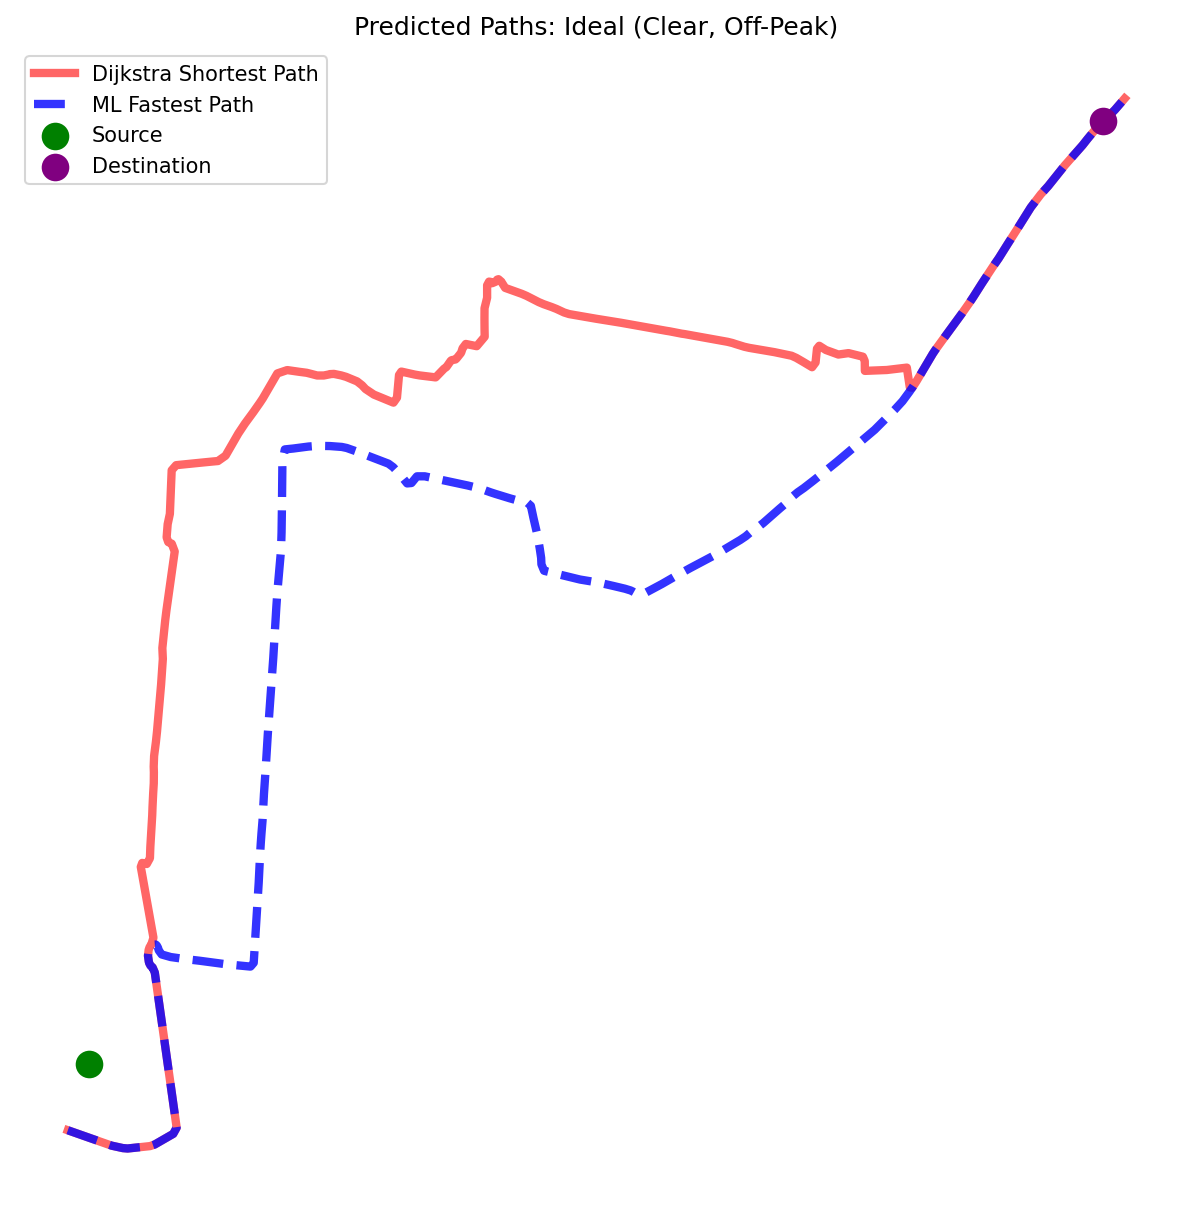 Predicted Paths: Ideal (Clear, Off-Peak)
Dijkstra Shortest Path
ML Fastest Path
Source
Destination